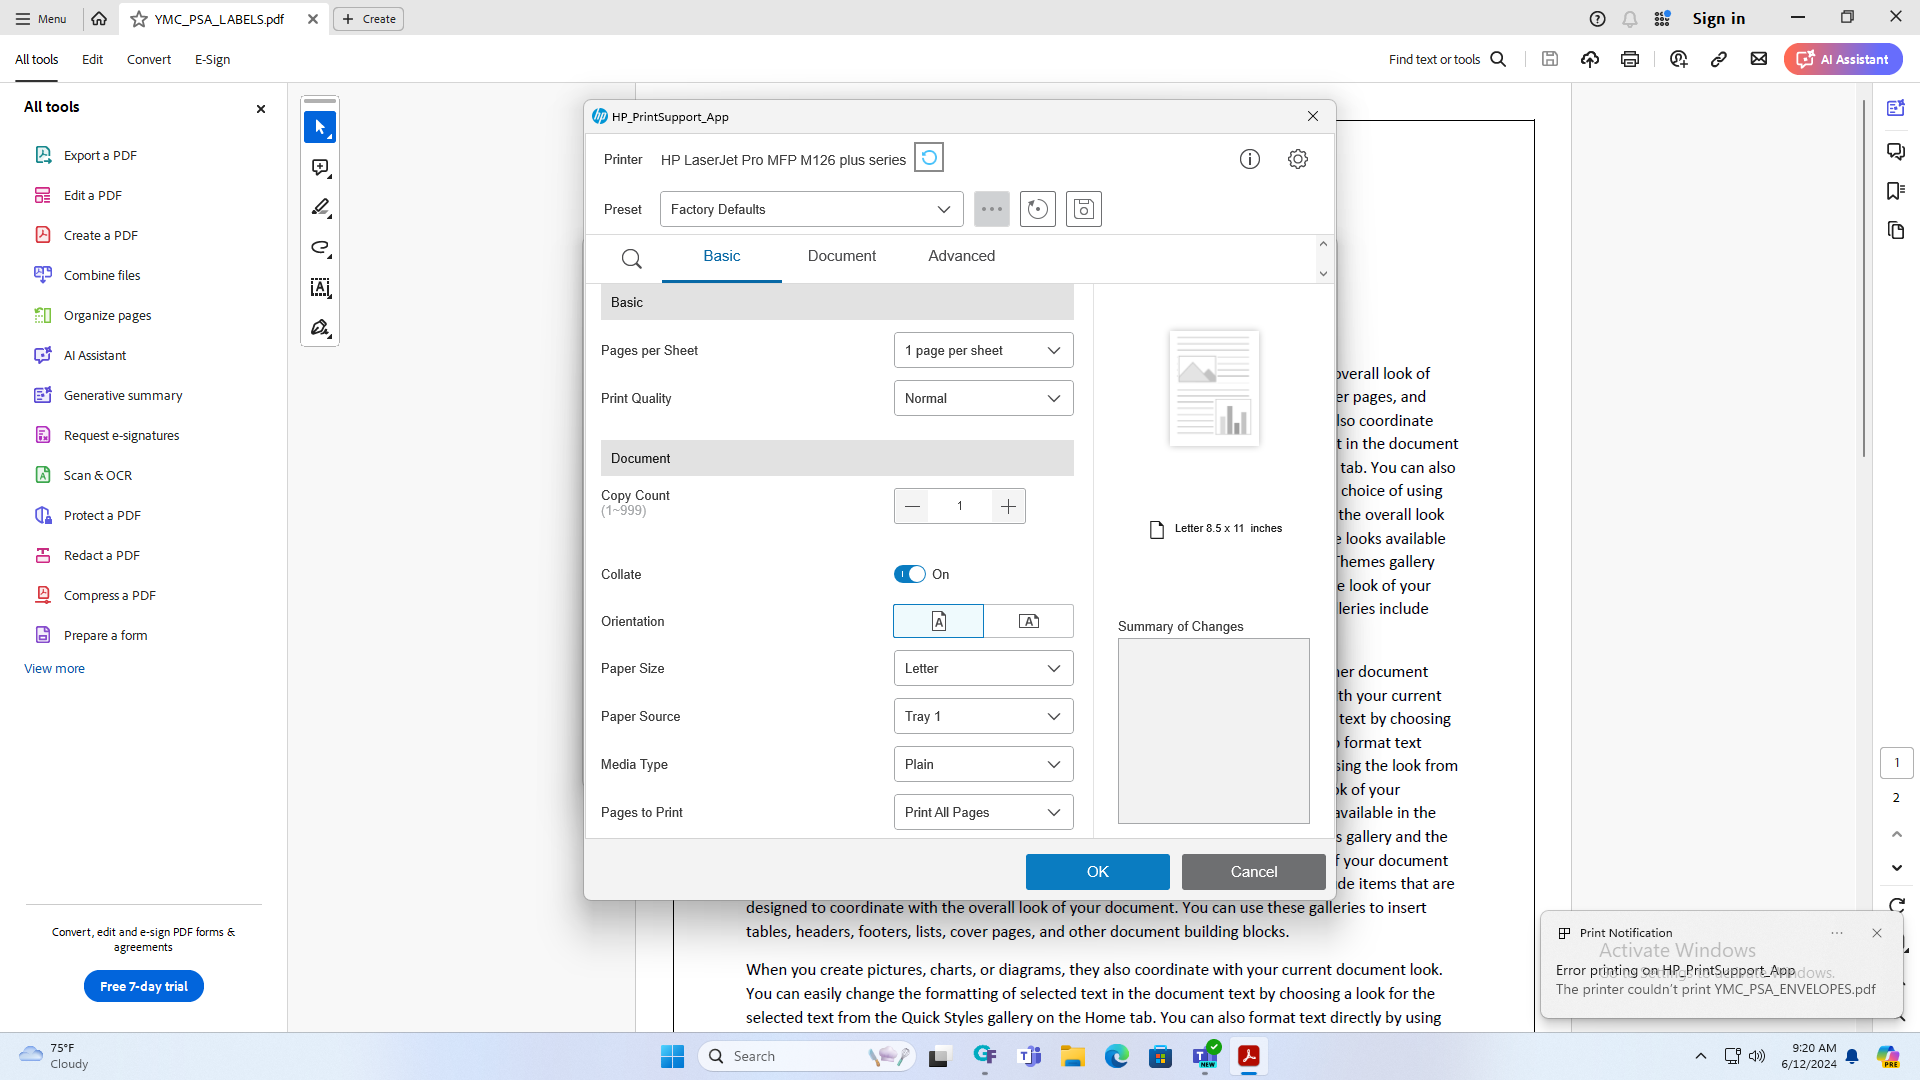 Menu
YMC_PSA_LABELS.pdf
Create
Sign in
All tools
Edit
Convert
E-Sign
Find text or tools
AI Assistant
All tools
Export a PDF
Edit a PDF
Create a PDF
Combine files
Organize pages
AI Assistant
Generative summary
Request e-signatures
Scan & OCR
Protect a PDF
Redact a PDF
Compress a PDF
Prepare a form
View more
Convert, edit and e-sign PDF forms &
agreements
Free 7-day trial
HP_PrintSupport_App
Printer
HP LaserJet Pro MFP M126 plus series
Preset
Factory Defaults
Basic
Document
Advanced
Basic
Pages per Sheet
1 page per sheet
Print Quality
Normal
Document
Copy Count
(1~999)
1
Collate
On
Orientation
Paper Size
Letter
Paper Source
Tray 1
Media Type
Plain
Pages to Print
Print All Pages
Letter 8.5 x 11 inches
Summary of Changes
OK
Cancel
overall look of
er pages, and
lso coordinate
t in the document
tab. You can also
choice of using
the overall look
e looks available
Themes gallery
e look of your
lleries include
her document
th your current
text by choosing
o format text
sing the look from
ok of your
available in the
s gallery and the
f your document
de items that are
designed to coordinate with the overall look of your document. You can use these galleries to insert
tables, headers, footers, lists, cover pages, and other document building blocks.
When you create pictures, charts, or diagrams, they also coordinate with your current document look.
You can easily change the formatting of selected text in the document text by choosing a look for the
selected text from the Quick Styles gallery on the Home tab. You can also format text directly by using
1
2
Print Notification
Activate Windows
Go to Settings to activate Windows.
Error printing on HP_PrintSupport_App
The printer couldn't print YMC_PSA_ENVELOPES.pdf
75°F
Cloudy
Search
NEW
9:20 AM
6/12/2024
PRE